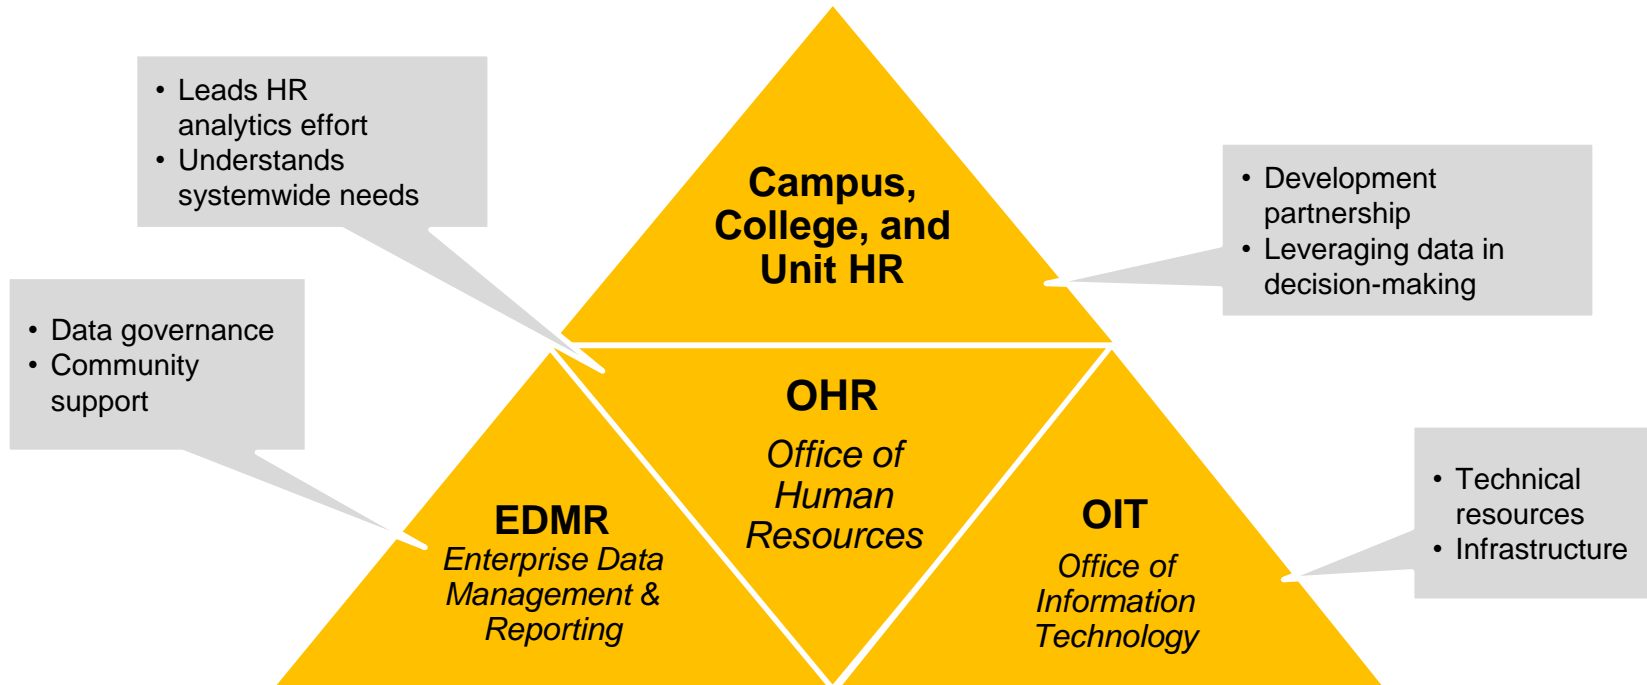 • Leads HR
analytics effort
• Understands
systemwide needs
Campus,
College, and
Unit HR
• Development
partnership
• Leveraging data in
decision-making
• Data governance
• Community
support
OHR
Office of
Human
Resources
EDMR
Enterprise Data
Management &
Reporting
OIT
Office of
Information
Technology
• Technical
resources
• Infrastructure